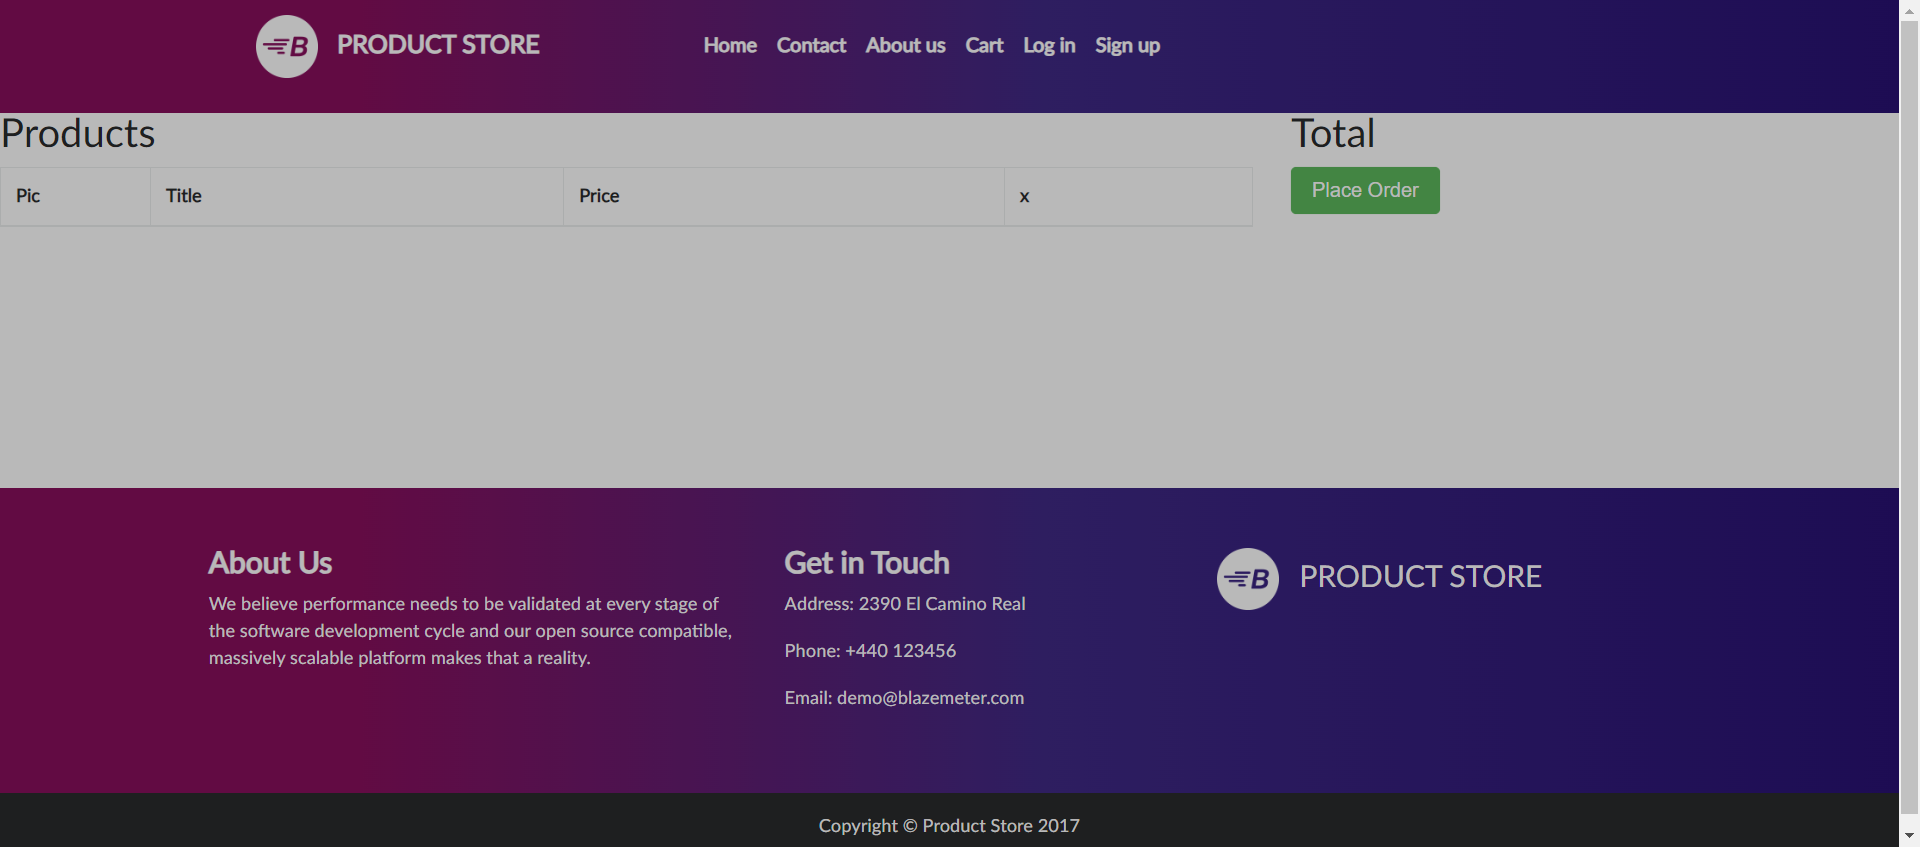 B PRODUCT STORE Home Contact About us Cart Log in Sign up
Products
Total
Pic Title Price x
Place Order
About Us
We believe performance needs to be validated at every stage of
the software development cycle and our open source compatible,
massively scalable platform makes that a reality.
Get in Touch
Address: 2390 El Camino Real
Phone: +440 123456
Email: demo@blazemeter.com
B PRODUCT STORE
Copyright © Product Store 2017